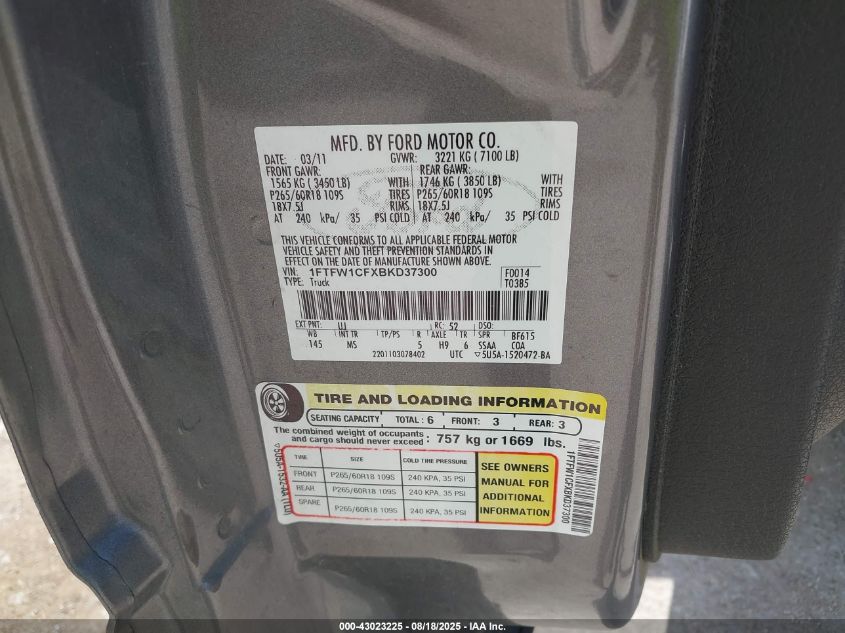 MFD. BY FORD MOTOR CO.
DATE: 03/11 GVWR: 3221 KG ( 7100 LB)
FRONT GAWR: REAR GAWR:
1565 KG ( 3450 LB) WITH 1746 KG ( 3850 LB) WITH
P265/60R18 109S TIRES P265/60R18 109S TIRES
18X7.5J RIMS 18X7.5J RIMS
AT 240 kPa/ 35 PSI COLD AT 240 kPa/ 35 PSI COLD
THIS VEHICLE CONFORMS TO ALL APPLICABLE FEDERAL MOTOR
VEHICLE SAFETY AND THEFT PREVENTION STANDARDS IN
EFFECT ON THE DATE OF MANUFACTURE SHOWN ABOVE.
VIN: 1FTFW1CFXBKD37300 F0014
TYPE: Truck T0385
EXT PNT: UJ RC: 52 DSO:
WB INT TR TP/PS R AXLE TR SPR BF615
145 MS 5 H9 6 SSAA COA
2201103078402 UTC ▽5U5A-1520472-BA
TIRE AND LOADING INFORMATION
SEATING CAPACITY TOTAL: 6 FRONT: 3 REAR: 3
The combined weight of occupants
and cargo should never exceed: 757 kg or 1669 lbs.
TIRE SIZE COLD TIRE PRESSURE
FRONT P265/60R18 109S 240 KPA, 35 PSI
REAR P265/60R18 109S 240 KPA, 35 PSI
SPARE P265/60R18 109S 240 KPA, 35 PSI
SEE OWNERS
MANUAL FOR
ADDITIONAL
INFORMATION
1FTFW1CFXBKD37300
000-43023225 - 08/18/2025 - IAA Inc.